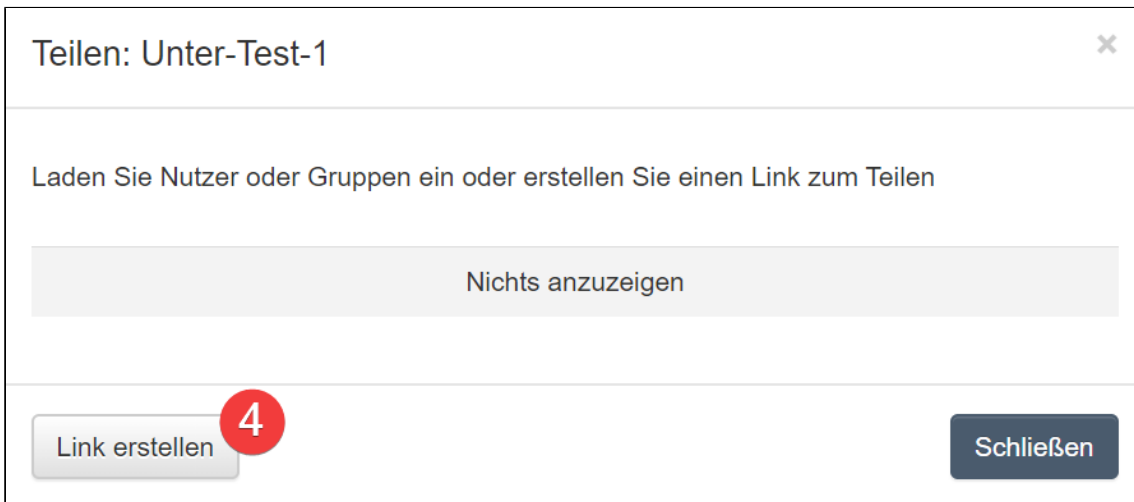 Teilen: Unter-Test-1
×
Laden Sie Nutzer oder Gruppen ein oder erstellen Sie einen Link zum Teilen
Nichts anzuzeigen
Link erstellen
4
Schließen